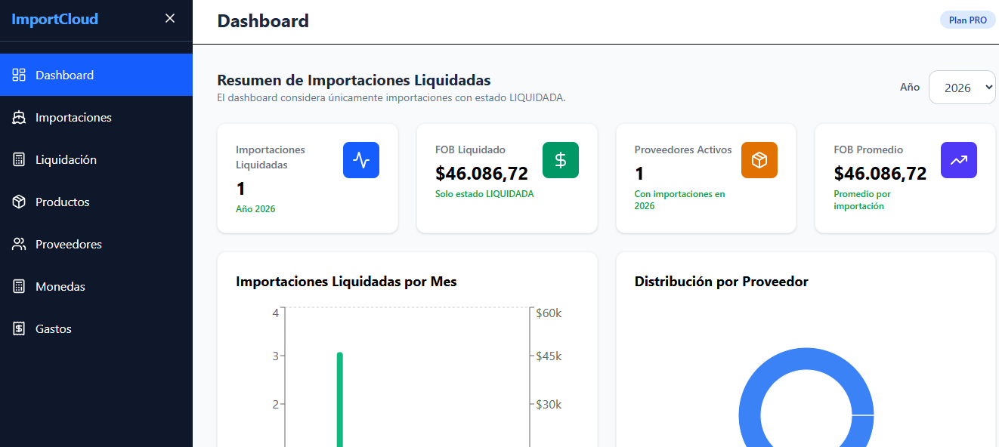 ImportCloud
Dashboard
Importaciones
Liquidación
Productos
Proveedores
Monedas
Gastos
Dashboard
Plan PRO
Resumen de Importaciones Liquidadas
El dashboard considera únicamente importaciones con estado LIQUIDADA.
Año
2026
Importaciones
Liquidadas
1
Año 2026
FOB Liquidado
$46.086,72
Solo estado LIQUIDADA
Proveedores Activos
1
Con importaciones en
2026
FOB Promedio
$46.086,72
Promedio por
importación
Importaciones Liquidadas por Mes
4
3
2
$60k
$45k
$30k
Distribución por Proveedor